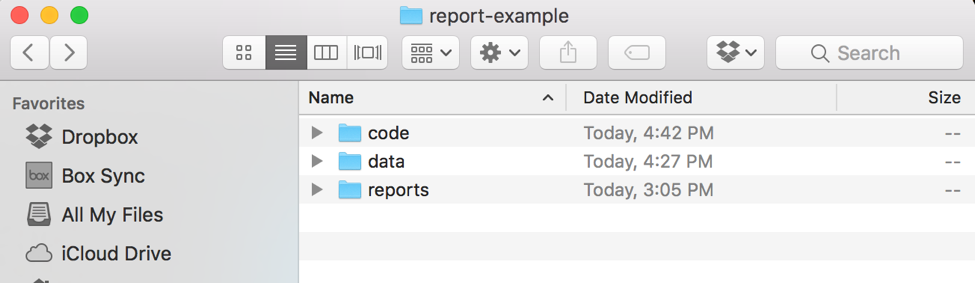 report-example
Search
Favorites
Dropbox
box Box Sync
All My Files
iCloud Drive
Name Date Modified Size
code Today, 4:42 PM --
data Today, 4:27 PM --
reports Today, 3:05 PM --